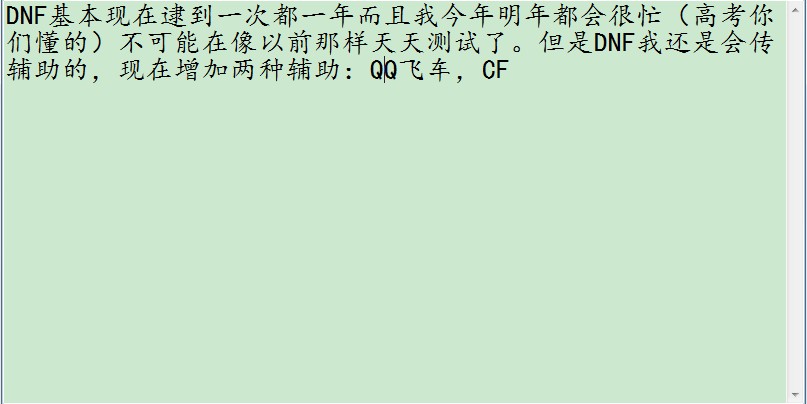 DNF基本现在逮到一次都一年而且我今年明年都会很忙（高考你
们懂的）不可能在像以前那样天天测试了。但是DNF我还是会传
辅助的，现在增加两种辅助：QQ飞车，CF